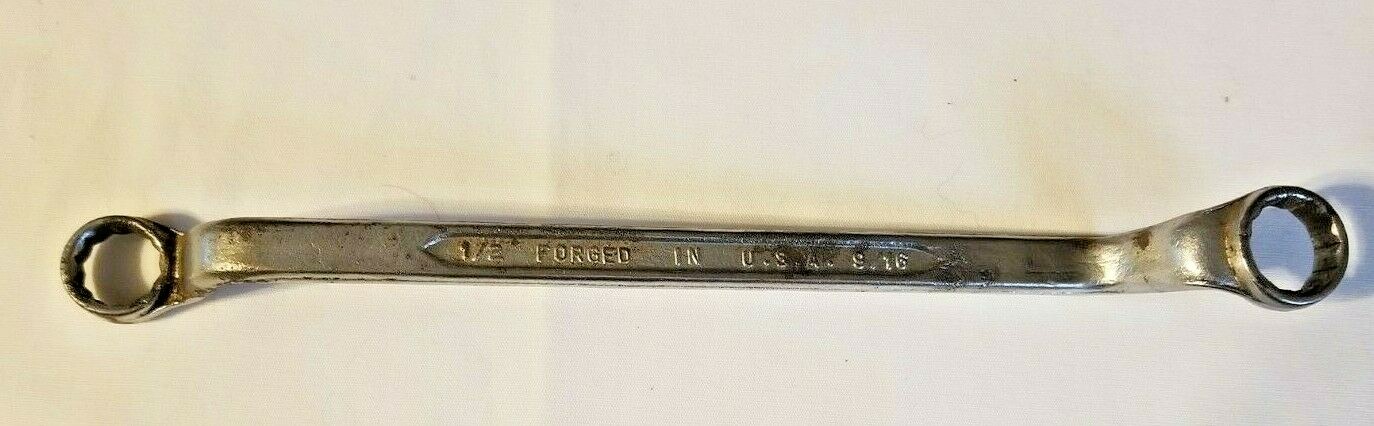 1/2 FORGED IN U.S.A. 9/16